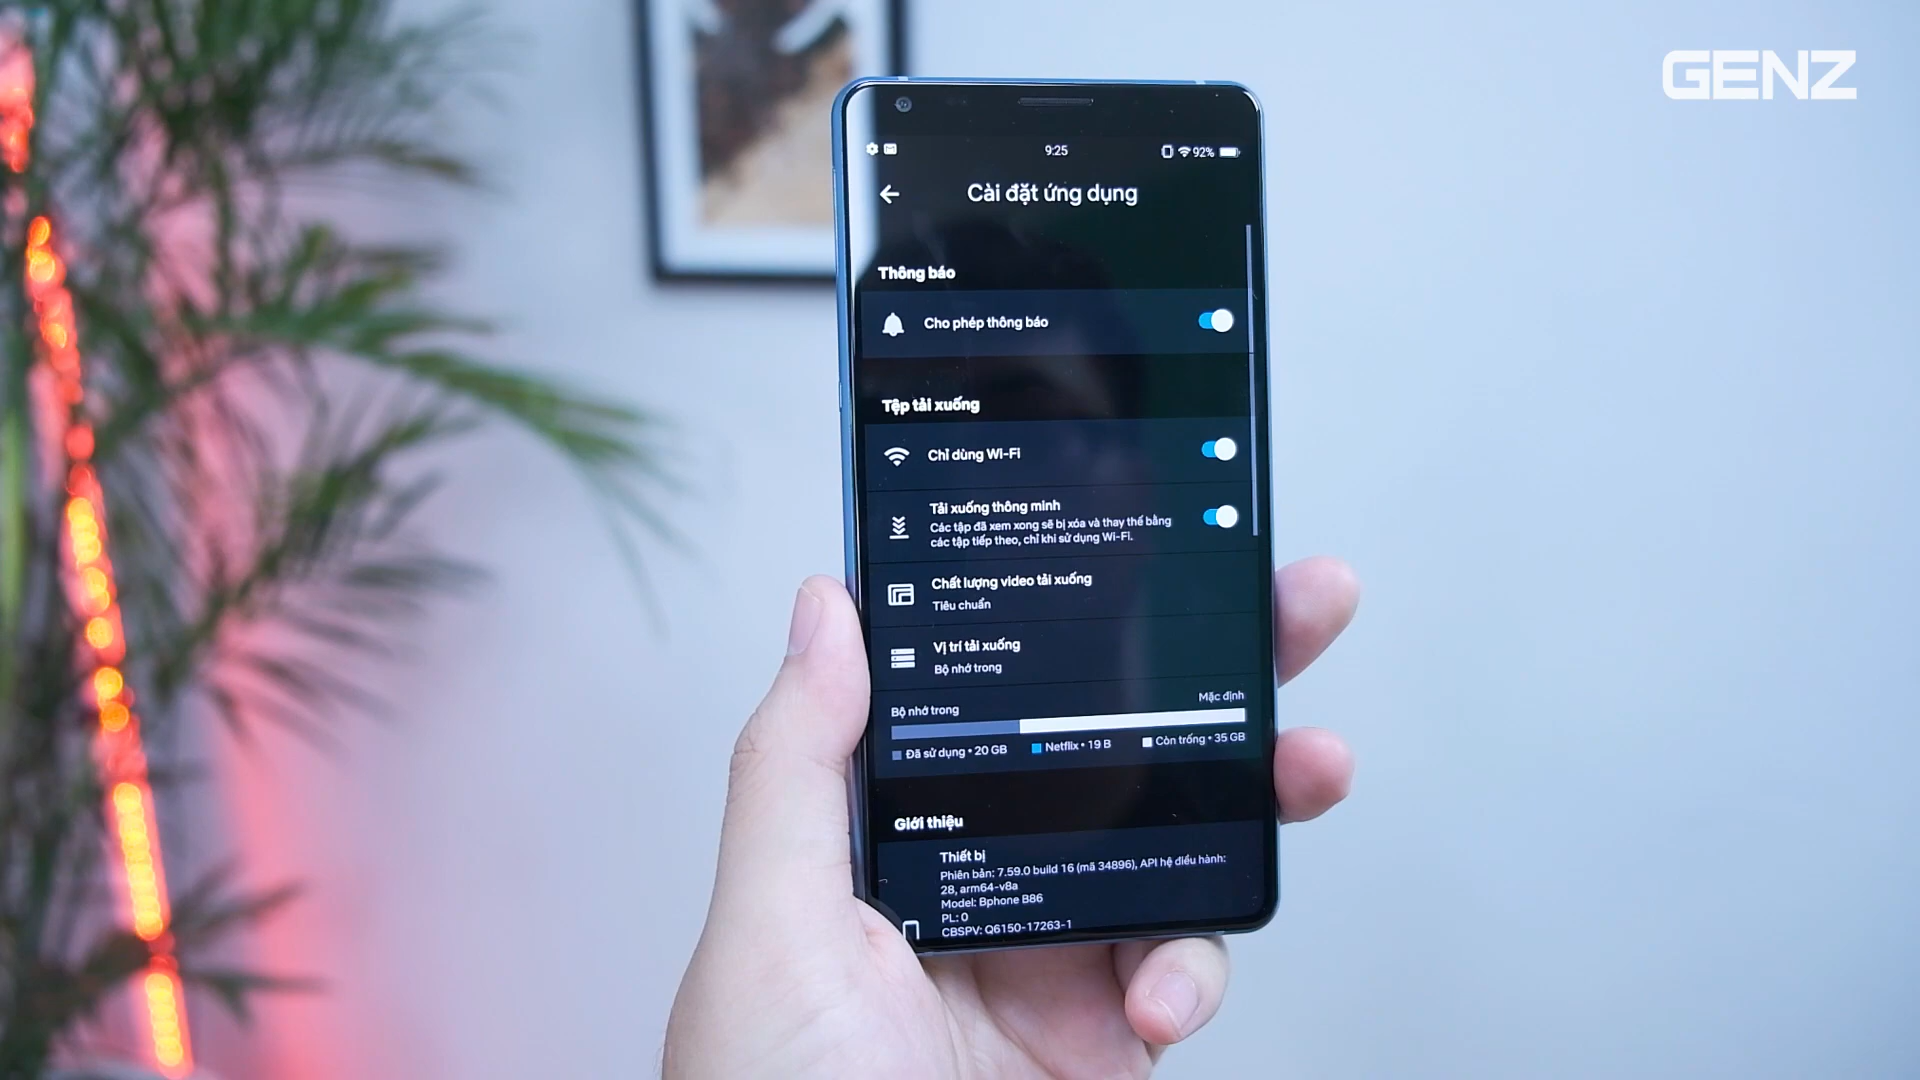 GENZ
9:25
92%
Cài đặt ứng dụng
Thông báo
Cho phép thông báo
Tệp tải xuống
Chỉ dùng Wi-Fi
Tải xuống thông minh
Các tập đã xem xong sẽ bị xóa và thay thế bằng
các tập tiếp theo, chỉ khi sử dụng Wi-Fi.
Chất lượng video tải xuống
Tiêu chuẩn
Vị trí tải xuống
Bộ nhớ trong
Bộ nhớ trong Mặc định
Đã sử dụng • 20 GB Netflix • 19 B Còn trống • 35 GB
Giới thiệu
Thiết bị
Phiên bản: 7.59.0 build 16 (mã 34896), API hệ điều hành:
28, arm64-v8a
Model: Bphone B86
PL: 0
CBSPV: Q6150-17263-1